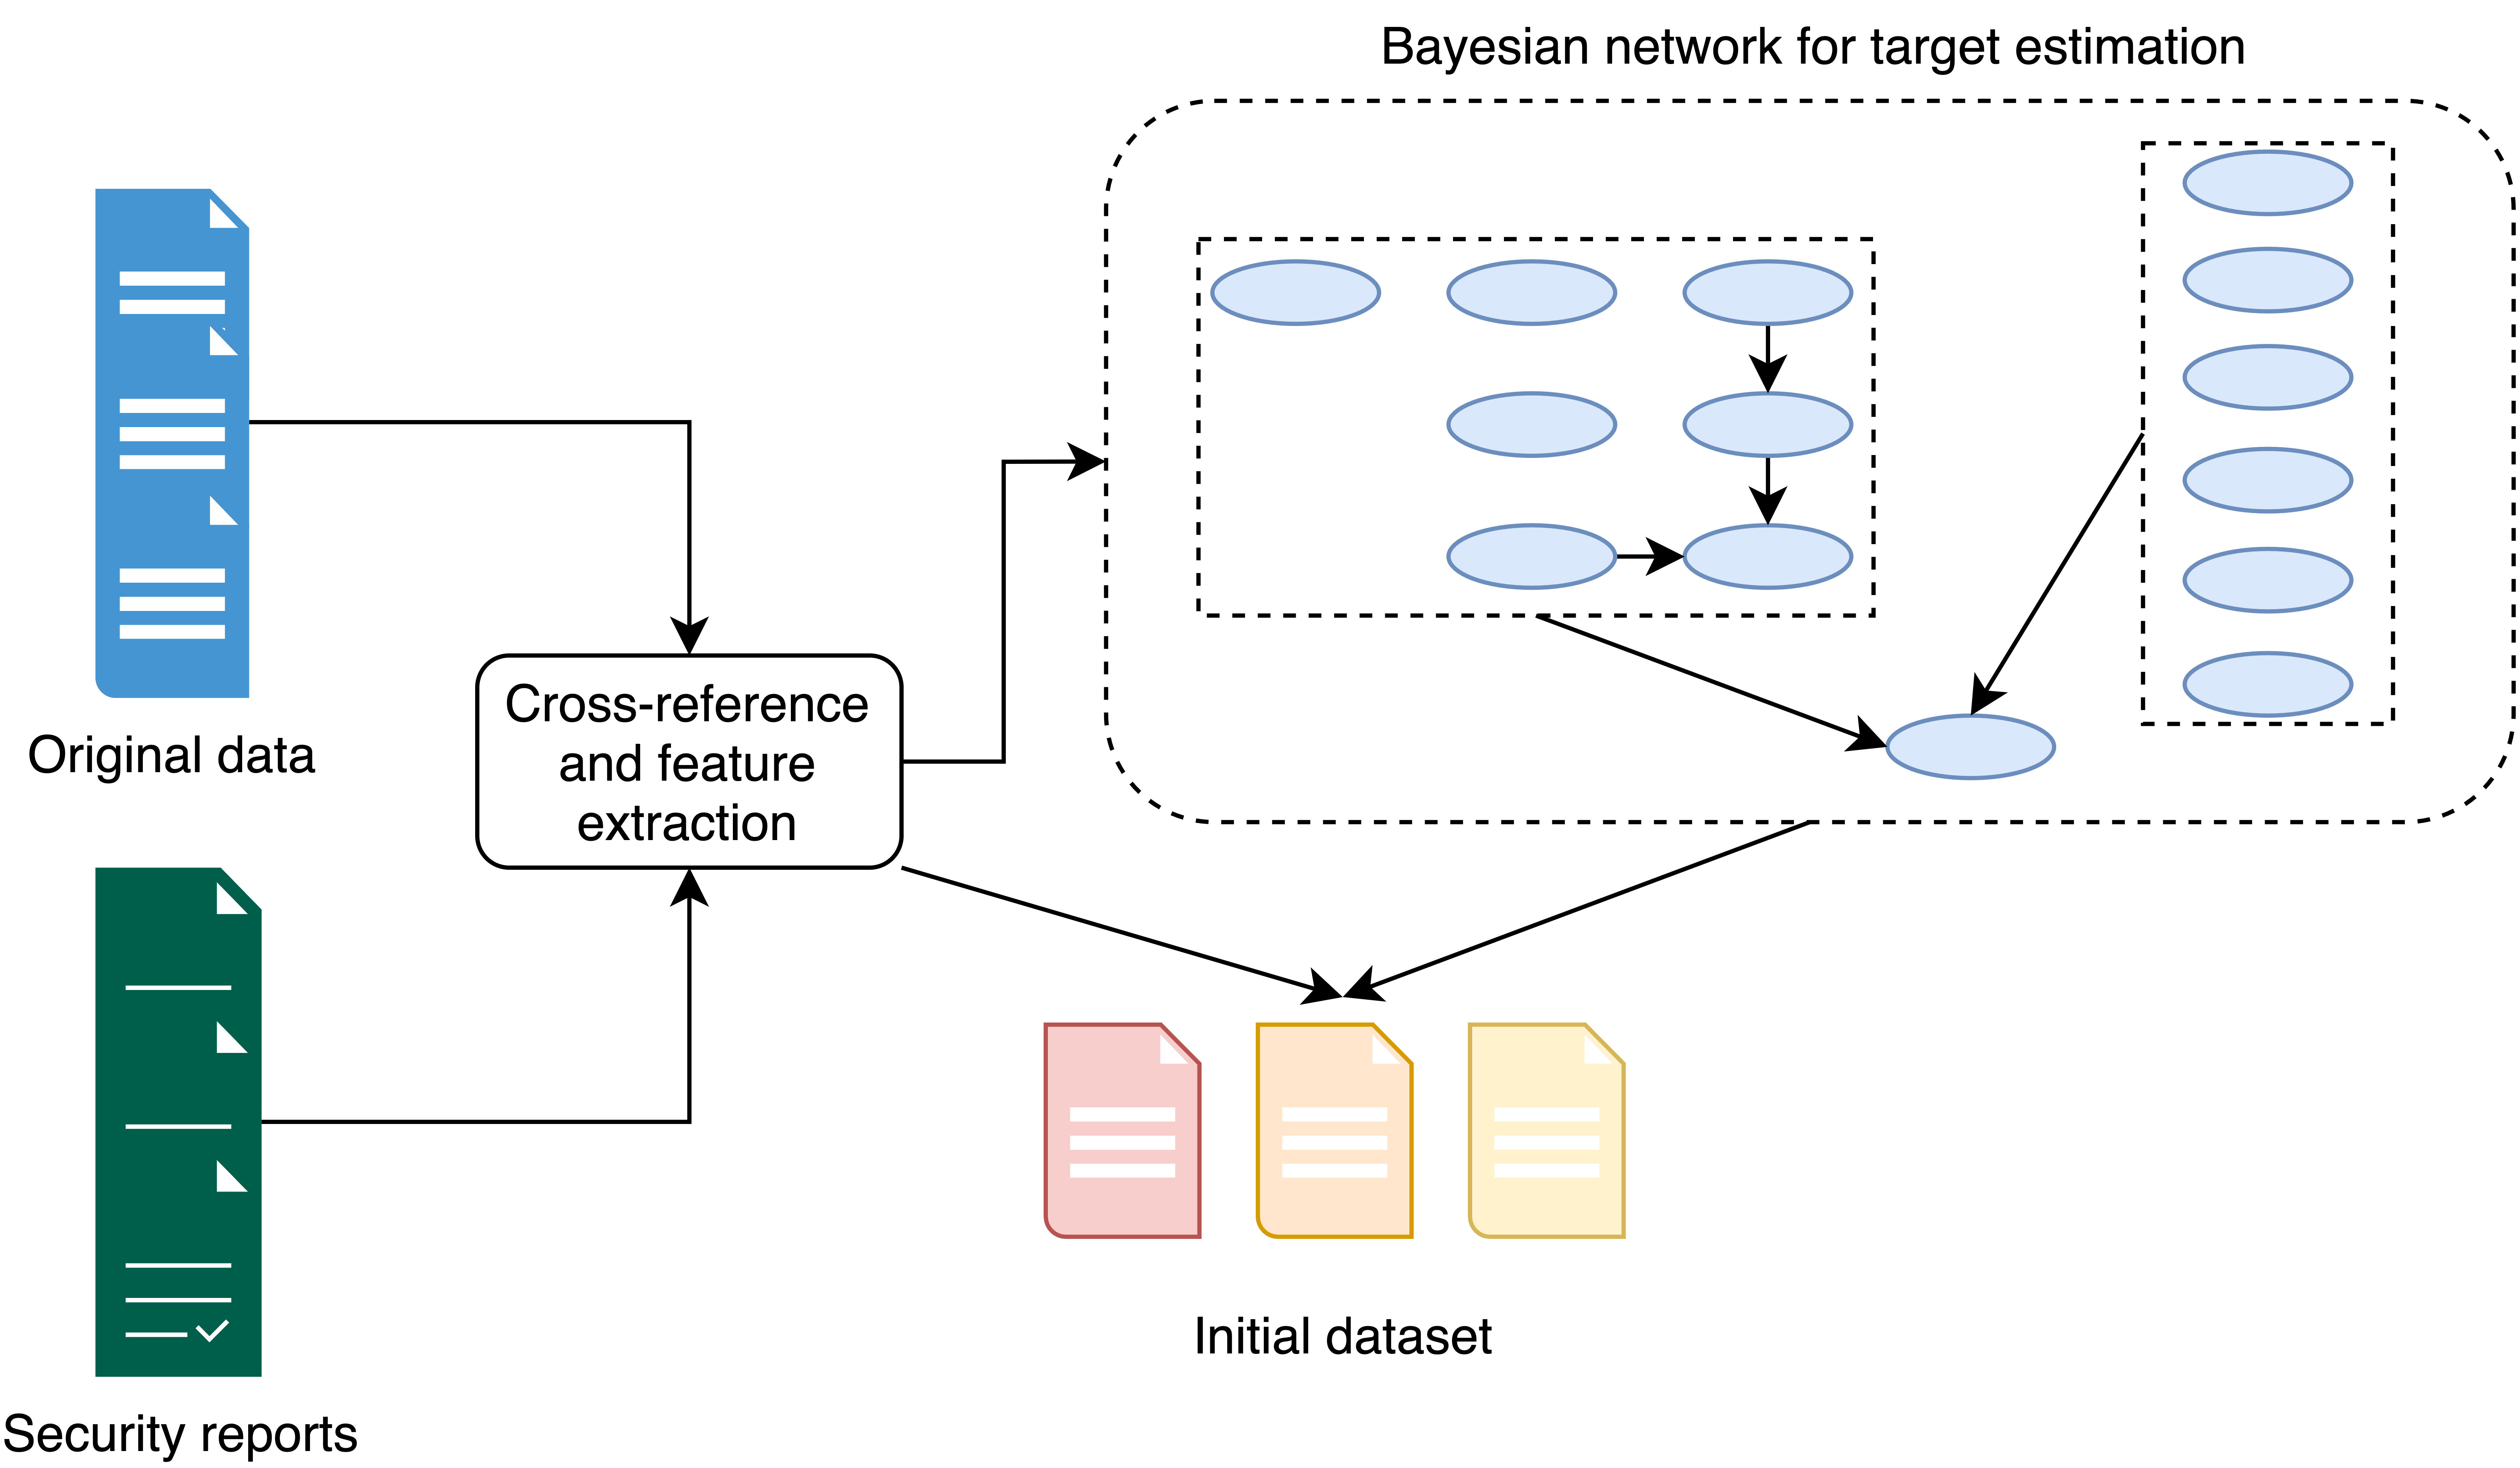 Bayesian network for target estimation
Original data
Cross-reference
and feature
extraction
Initial dataset
Security reports